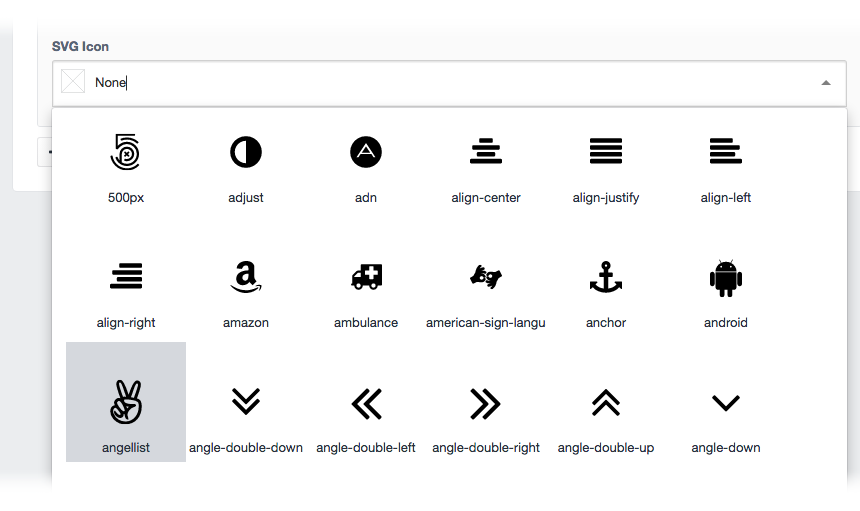 SVG Icon
None
500px
adjust
adn
align-center
align-justify
align-left
align-right
amazon
ambulance
american-sign-langu
anchor
android
angellist
angle-double-down
angle-double-left
angle-double-right
angle-double-up
angle-down